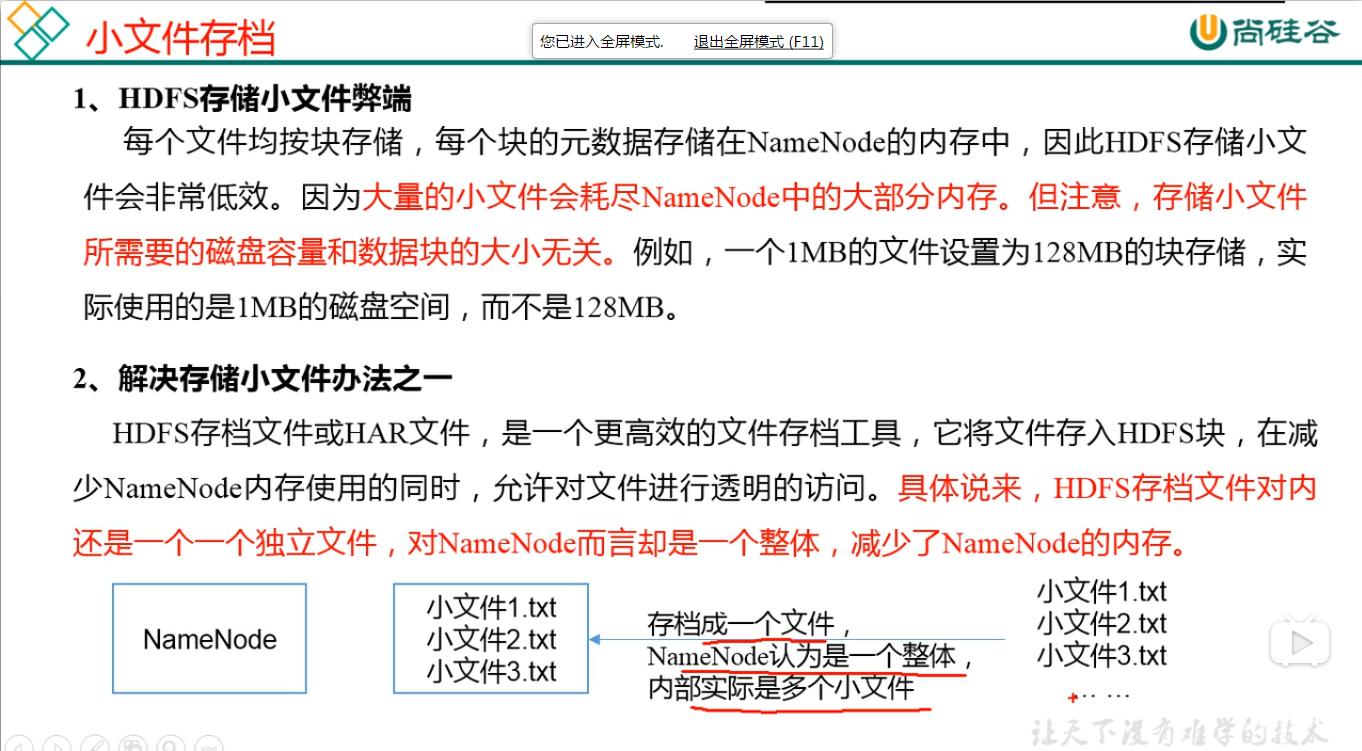 小文件存档
您已进入全屏模式. 退出全屏模式 (F11)
尚硅谷
1、HDFS存储小文件弊端
每个文件均按块存储，每个块的元数据存储在NameNode的内存中，因此HDFS存储小文
件会非常低效。因为大量的小文件会耗尽NameNode中的大部分内存。但注意，存储小文件
所需要的磁盘容量和数据块的大小无关。例如，一个1MB的文件设置为128MB的块存储，实
际使用的是1MB的磁盘空间，而不是128MB。
2、解决存储小文件办法之一
HDFS存档文件或HAR文件，是一个更高效的文件存档工具，它将文件存入HDFS块，在减
少NameNode内存使用的同时，允许对文件进行透明的访问。具体说来，HDFS存档文件对内
还是一个一个独立文件，对NameNode而言却是一个整体，减少了NameNode的内存。
NameNode
小文件1.txt
小文件2.txt
小文件3.txt
存档成一个文件，
NameNode认为是一个整体，
内部实际是多个小文件
小文件1.txt
小文件2.txt
小文件3.txt
… …
让天下没有难学的技术